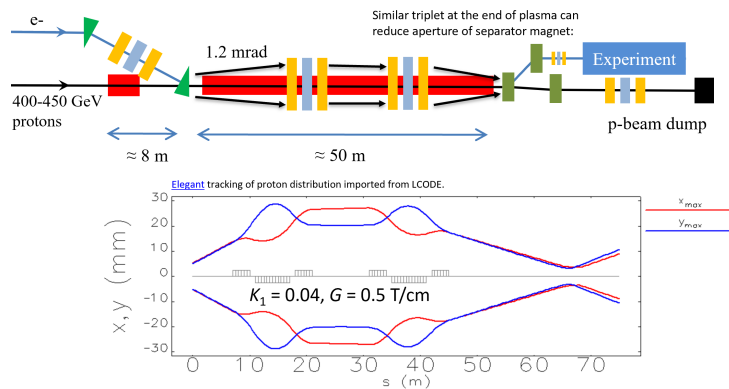 Similar triplet at the end of plasma can
reduce aperture of separator magnet:
e-
1.2 mrad
Experiment
400-450 GeV
protons
p-beam dump
≈ 8 m
≈ 50 m
Elegant tracking of proton distribution imported from LCODE.
30
20
10
0
−10
−20
−30
x, y (mm)
K₁ = 0.04, G = 0.5 T/cm
x max
y max
0 10 20 30 40 50 60 70
s (m)